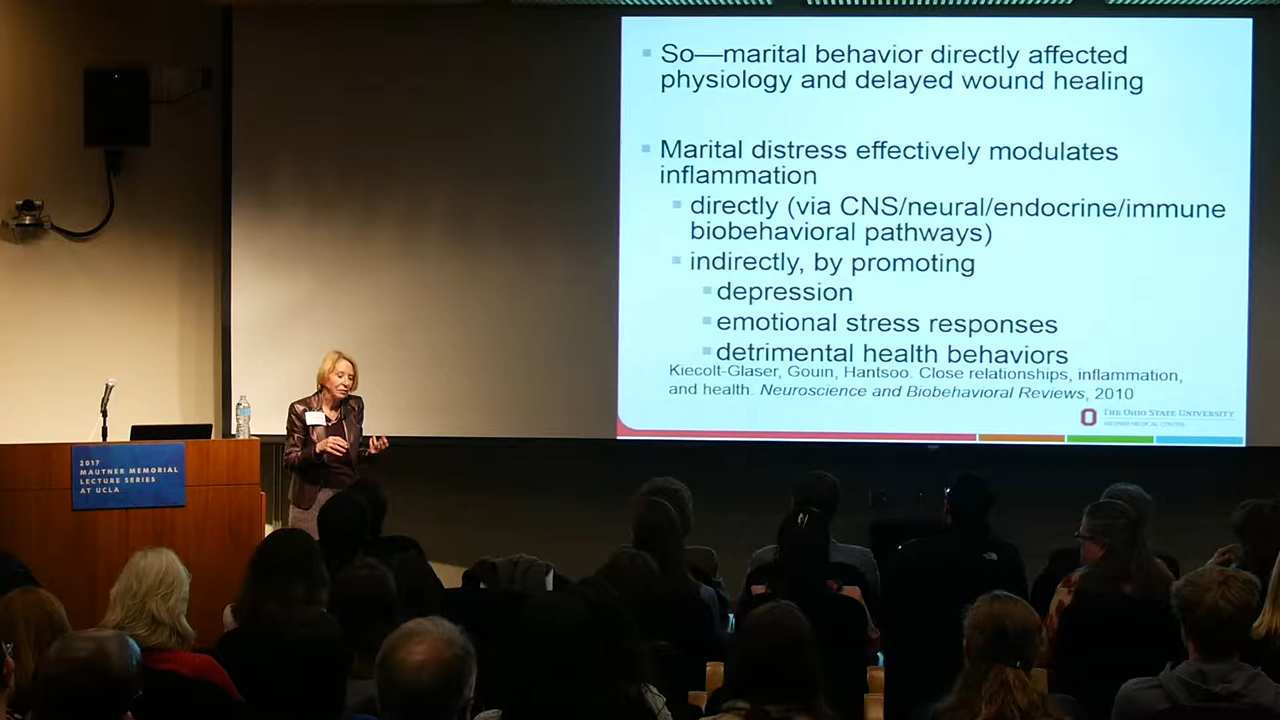 So—marital behavior directly affected
physiology and delayed wound healing
Marital distress effectively modulates
inflammation
directly (via CNS/neural/endocrine/immune
biobehavioral pathways)
indirectly, by promoting
depression
emotional stress responses
detrimental health behaviors
Kiecolt-Glaser, Gouin, Hantsoo. Close relationships, inflammation,
and health. Neuroscience and Biobehavioral Reviews, 2010
THE OHIO STATE UNIVERSITY
WEXNER MEDICAL CENTER
2017
MAUTNER MEMORIAL
LECTURE SERIES
AT UCLA